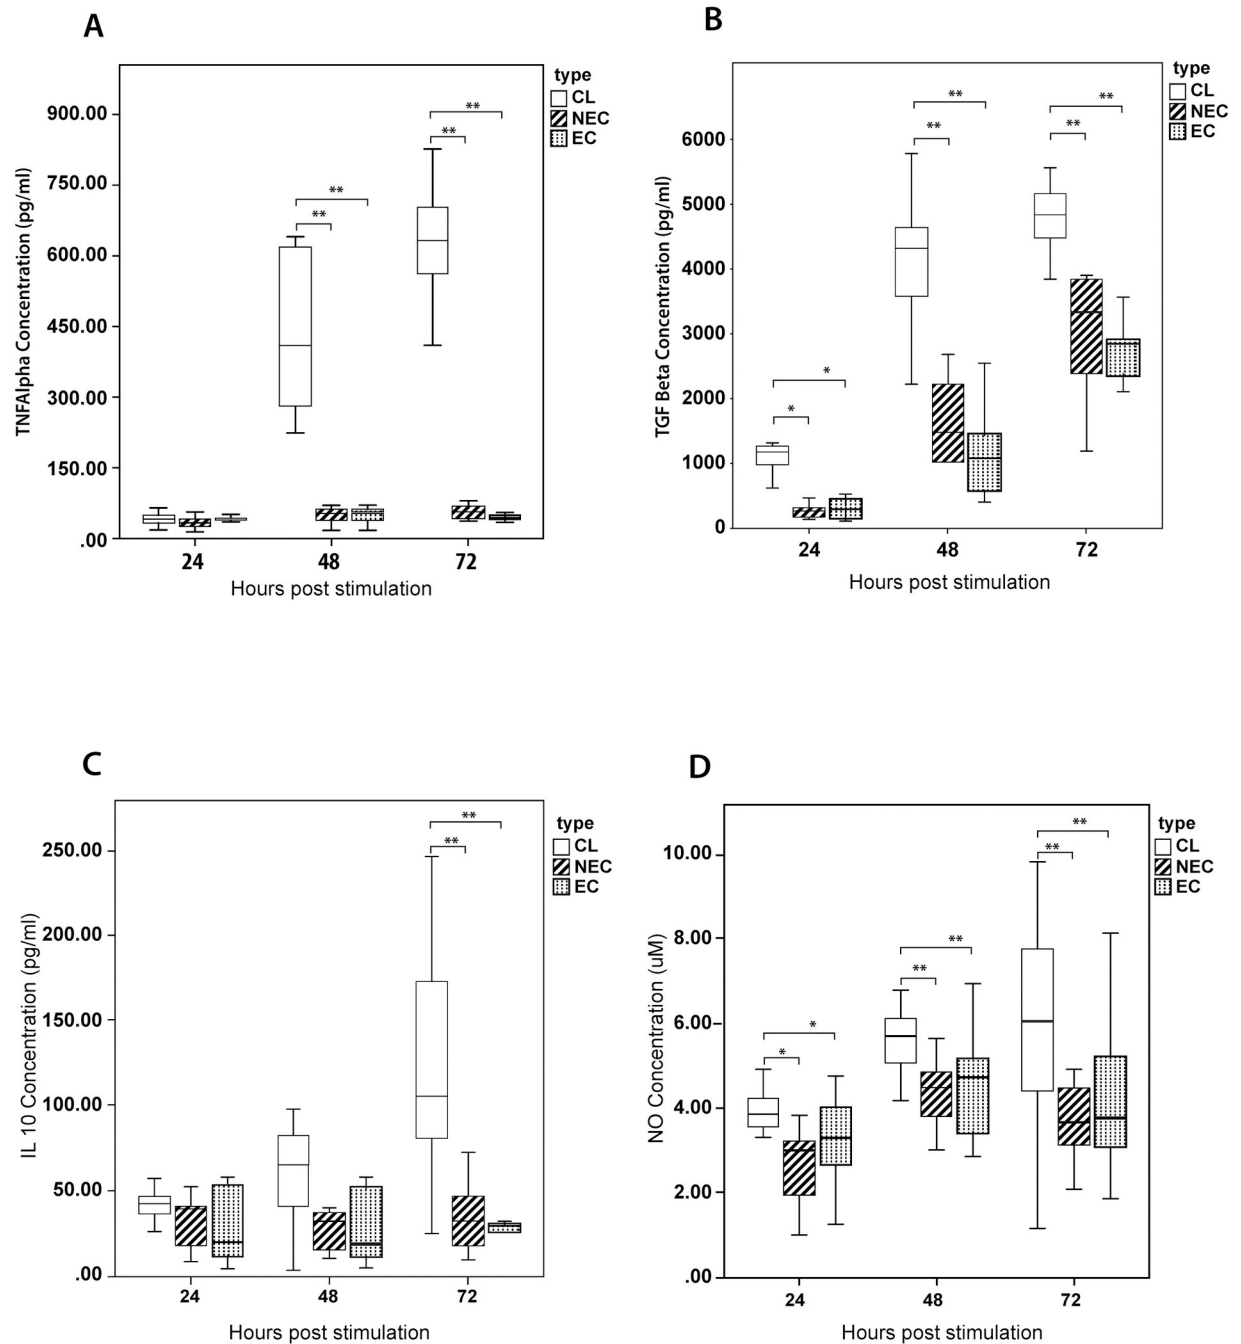 A
TNFAlpha Concentration (pg/ml)
900.00
750.00
600.00
450.00
300.00
150.00
.00
**
**
**
**
24
48
72
Hours post stimulation
type
CL
NEC
EC
B
TGF Beta Concentration (pg/ml)
6000
5000
4000
3000
2000
1000
0
*
*
**
**
**
**
24
48
72
Hours post stimulation
type
CL
NEC
EC
C
IL 10 Concentration (pg/ml)
250.00
200.00
150.00
100.00
50.00
.00
**
**
24
48
72
Hours post stimulation
type
CL
NEC
EC
D
NO Concentration (uM)
10.00
8.00
6.00
4.00
2.00
.00
*
*
**
**
**
**
24
48
72
Hours post stimulation
type
CL
NEC
EC